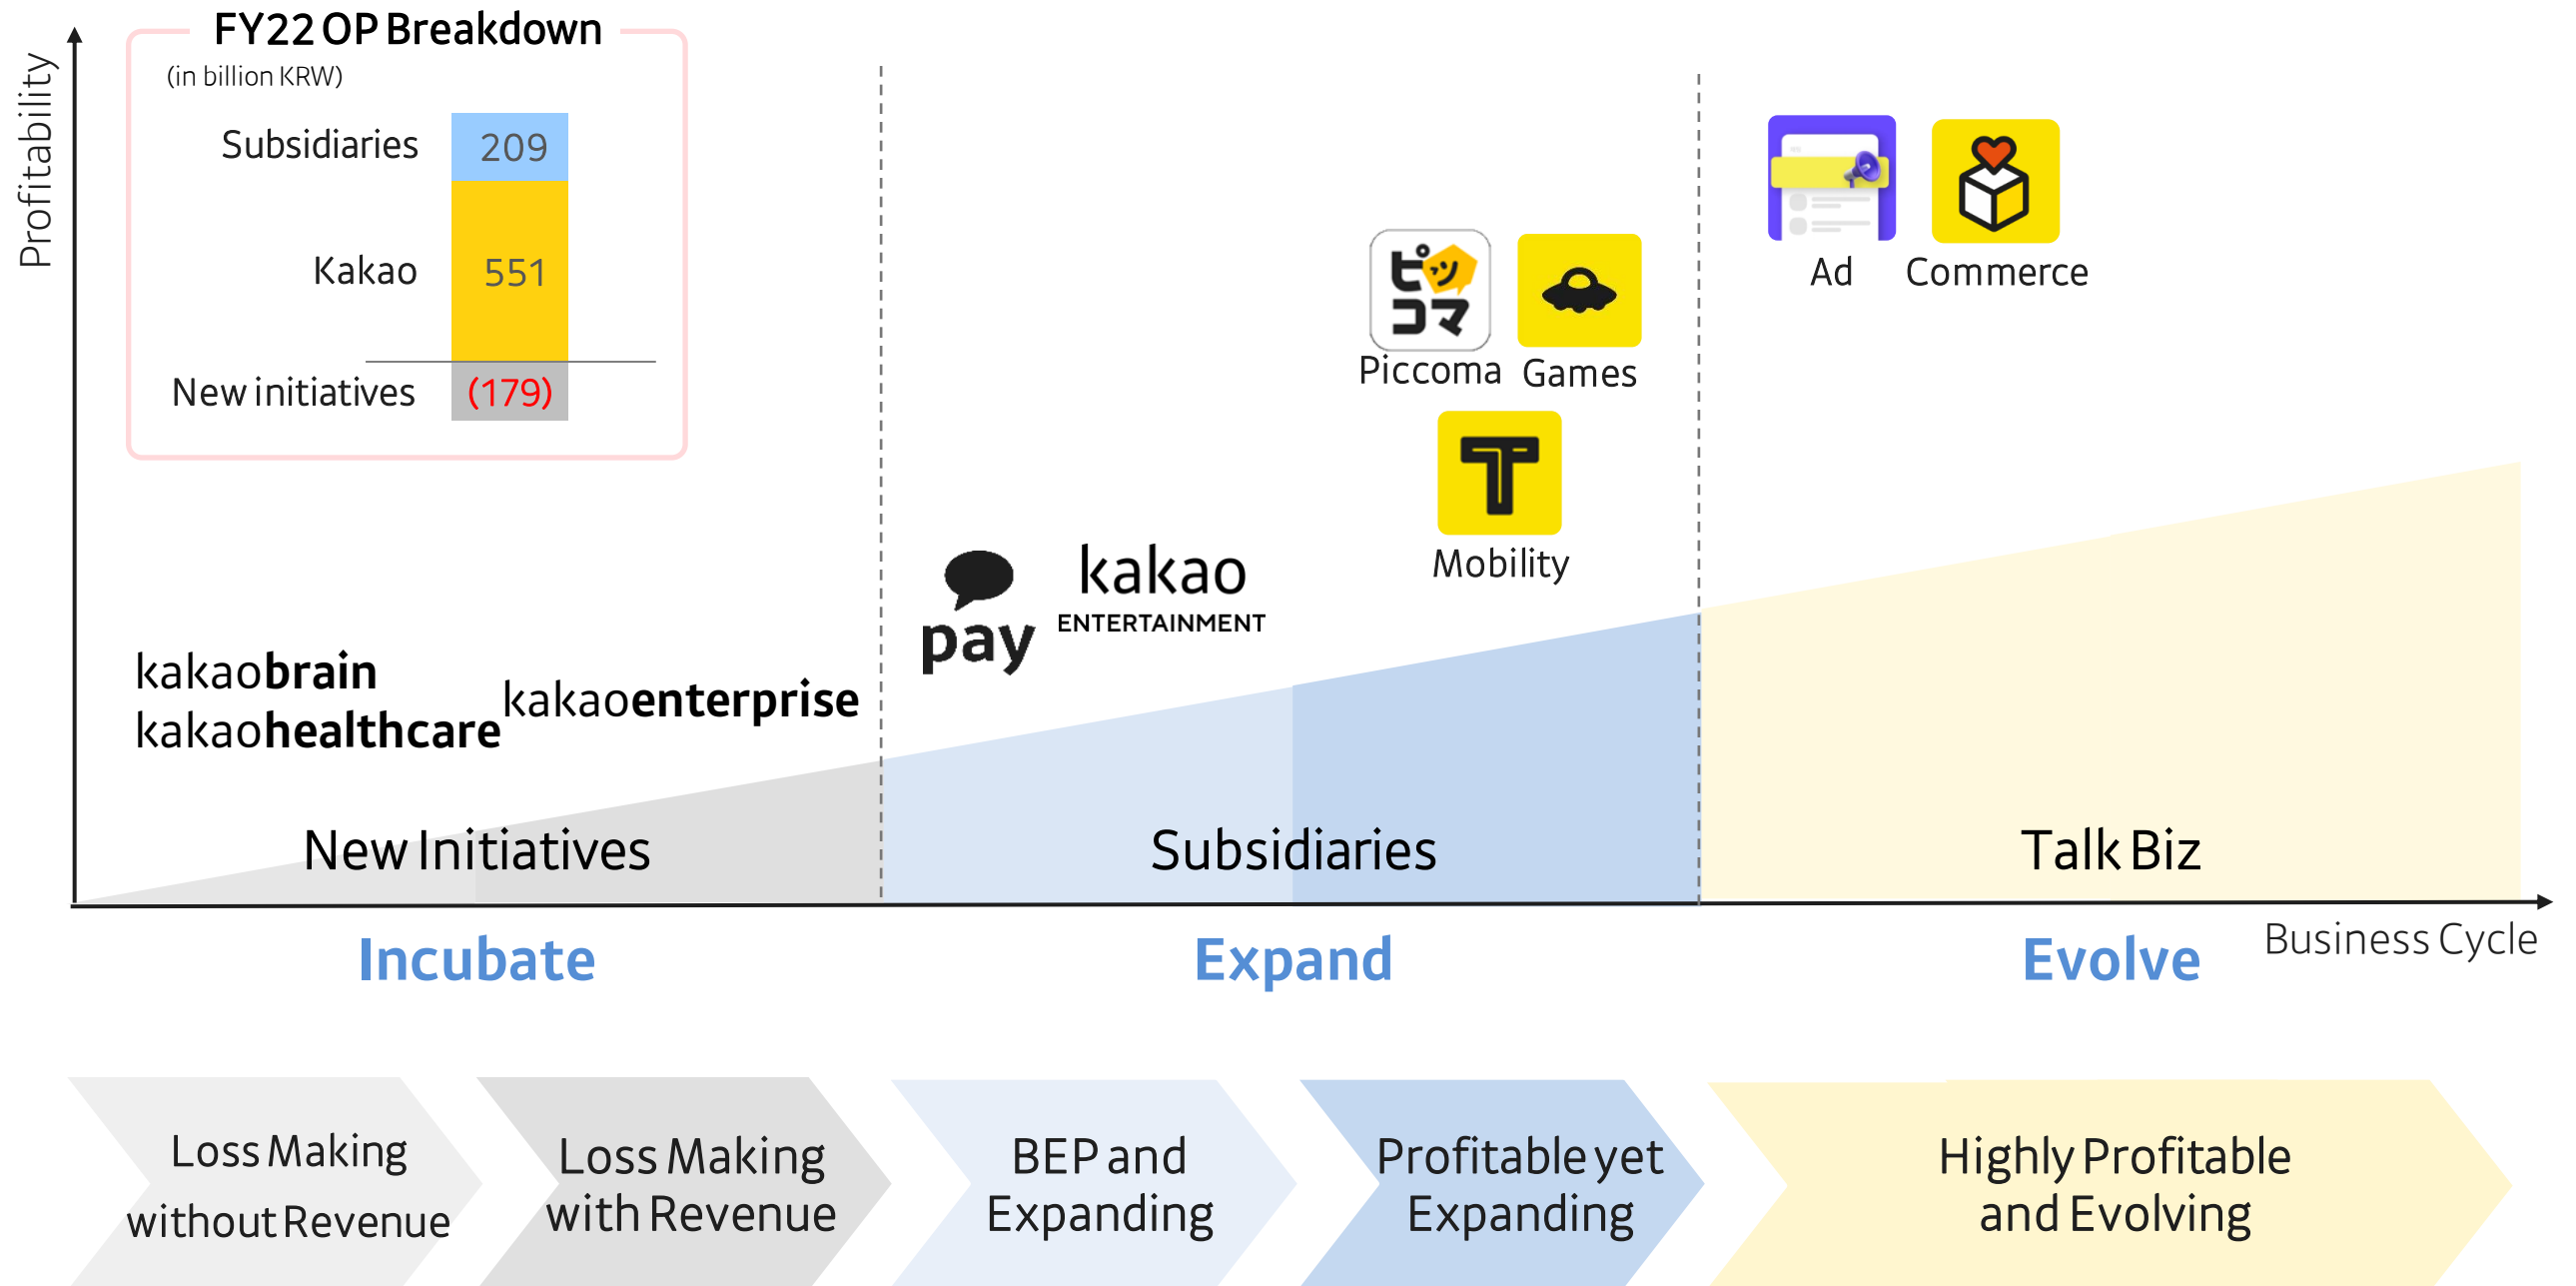 FY22 OP Breakdown
(in billion KRW)
Profitability
Subsidiaries
209
Kakao
551
New initiatives
(179)
Ad
Commerce
ピッ
コマ
Piccoma
Games
T
Mobility
pay
kakao
ENTERTAINMENT
kakaobrain
kakaohealthcare
kakaoenterprise
New Initiatives
Subsidiaries
Talk Biz
Incubate
Expand
Evolve
Business Cycle
Loss Making
without Revenue
Loss Making
with Revenue
BEP and
Expanding
Profitable yet
Expanding
Highly Profitable
and Evolving